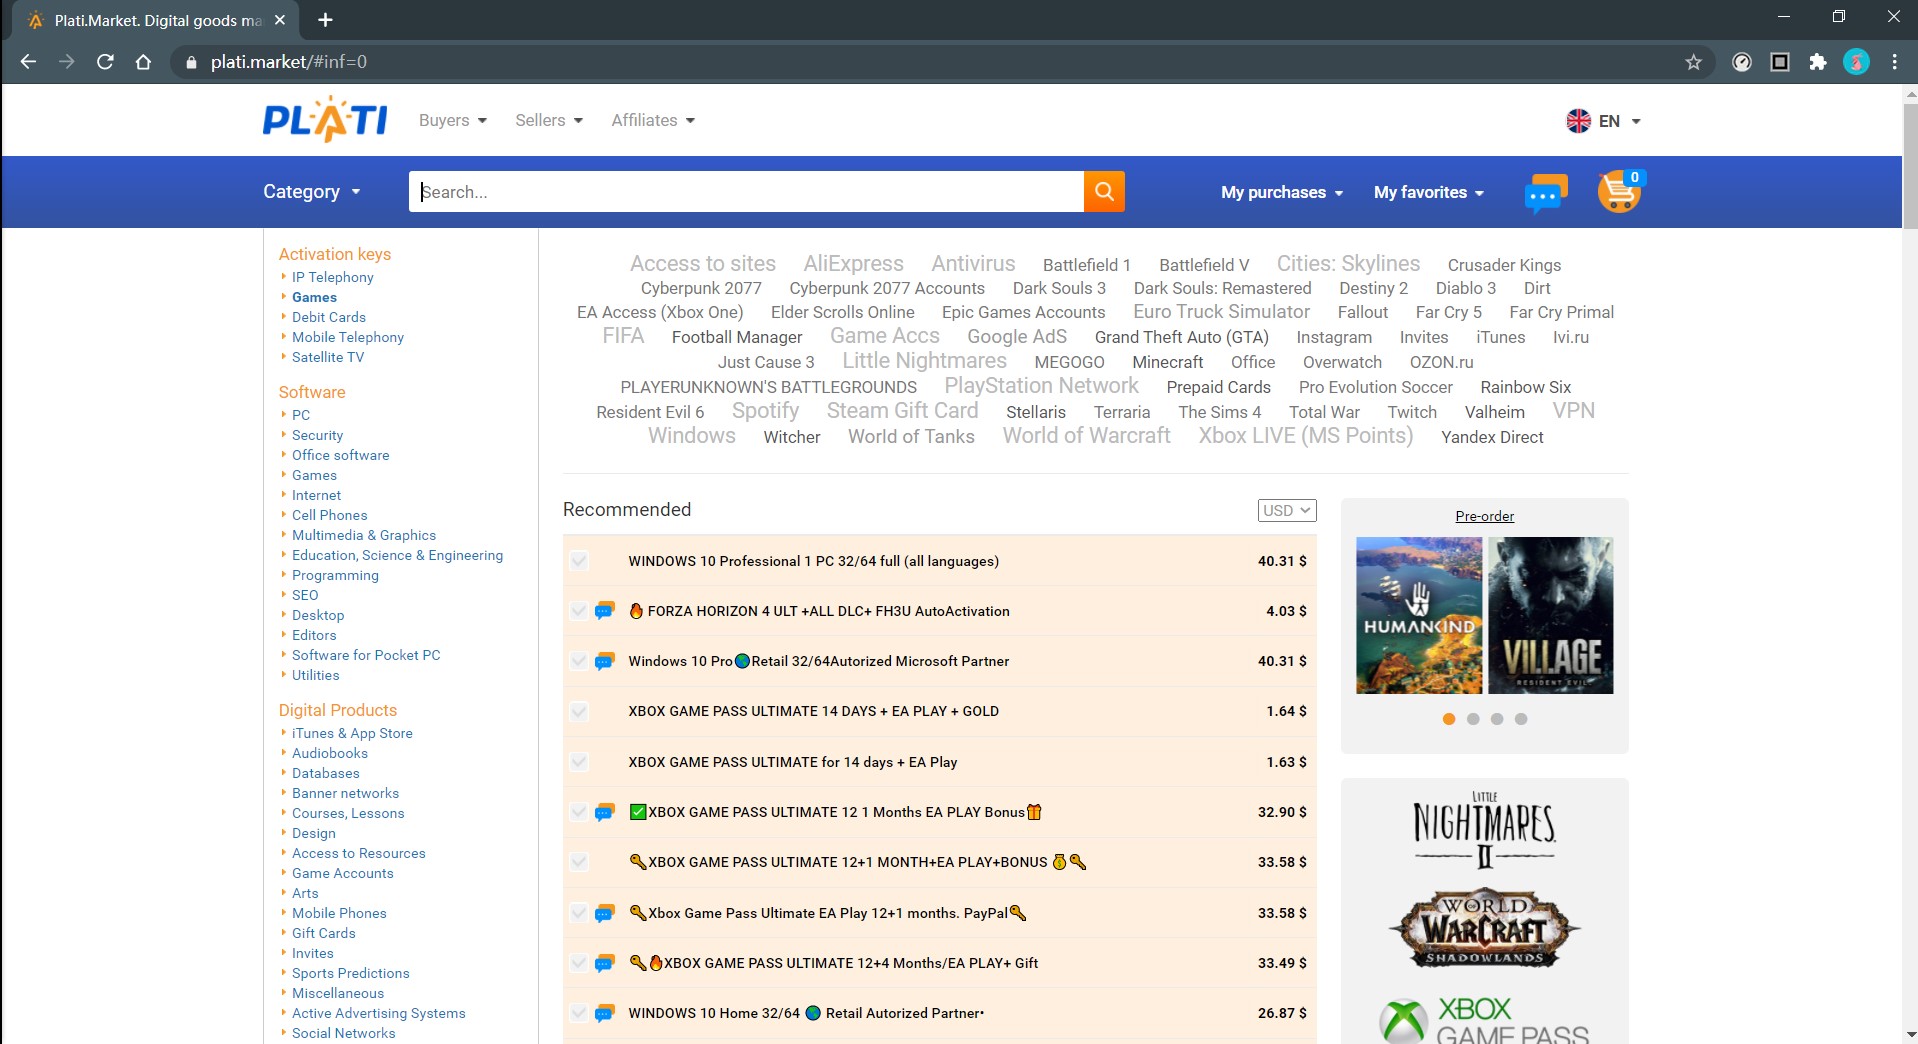 Plati.Market. Digital goods ma
plati.market/#inf=0
PLATI
Buyers
Sellers
Affiliates
EN
Category
Search...
My purchases
My favorites
0
Activation keys
IP Telephony
Games
Debit Cards
Mobile Telephony
Satellite TV
Software
PC
Security
Office software
Games
Internet
Cell Phones
Multimedia & Graphics
Education, Science & Engineering
Programming
SEO
Desktop
Editors
Software for Pocket PC
Utilities
Digital Products
iTunes & App Store
Audiobooks
Databases
Banner networks
Courses, Lessons
Design
Access to Resources
Game Accounts
Arts
Mobile Phones
Gift Cards
Invites
Sports Predictions
Miscellaneous
Active Advertising Systems
Social Networks
Access to sites AliExpress Antivirus Battlefield 1 Battlefield V Cities: Skylines Crusader Kings
Cyberpunk 2077 Cyberpunk 2077 Accounts Dark Souls 3 Dark Souls: Remastered Destiny 2 Diablo 3 Dirt
EA Access (Xbox One) Elder Scrolls Online Epic Games Accounts Euro Truck Simulator Fallout Far Cry 5 Far Cry Primal
FIFA Football Manager Game Accs Google AdS Grand Theft Auto (GTA) Instagram Invites iTunes Ivi.ru
Just Cause 3 Little Nightmares MEGOGO Minecraft Office Overwatch OZON.ru
PLAYERUNKNOWN'S BATTLEGROUNDS PlayStation Network Prepaid Cards Pro Evolution Soccer Rainbow Six
Resident Evil 6 Spotify Steam Gift Card Stellaris Terraria The Sims 4 Total War Twitch Valheim VPN
Windows Witcher World of Tanks World of Warcraft Xbox LIVE (MS Points) Yandex Direct
Recommended
USD
WINDOWS 10 Professional 1 PC 32/64 full (all languages) 40.31 $
🔥 FORZA HORIZON 4 ULT +ALL DLC+ FH3U AutoActivation 4.03 $
Windows 10 Pro🌎Retail 32/64Autorized Microsoft Partner 40.31 $
XBOX GAME PASS ULTIMATE 14 DAYS + EA PLAY + GOLD 1.64 $
XBOX GAME PASS ULTIMATE for 14 days + EA Play 1.63 $
✅XBOX GAME PASS ULTIMATE 12 1 Months EA PLAY Bonus🎁 32.90 $
🔑XBOX GAME PASS ULTIMATE 12+1 MONTH+EA PLAY+BONUS 💰🔑 33.58 $
🔑Xbox Game Pass Ultimate EA Play 12+1 months. PayPal🔑 33.58 $
🔑🔥XBOX GAME PASS ULTIMATE 12+4 Months/EA PLAY+ Gift 33.49 $
WINDOWS 10 Home 32/64 🌎 Retail Autorized Partner• 26.87 $
Pre-order
HUMANKIND
VILLAGE
RESIDENT EVIL
LITTLE
NIGHTMARES
II
WORLD OF
WARCRAFT
SHADOWLANDS
XBOX
GAME PASS